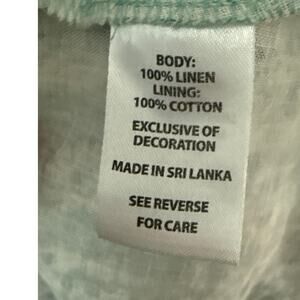 BODY:
100% LINEN
LINING:
100% COTTON
EXCLUSIVE OF
DECORATION
MADE IN SRI LANKA
SEE REVERSE
FOR CARE